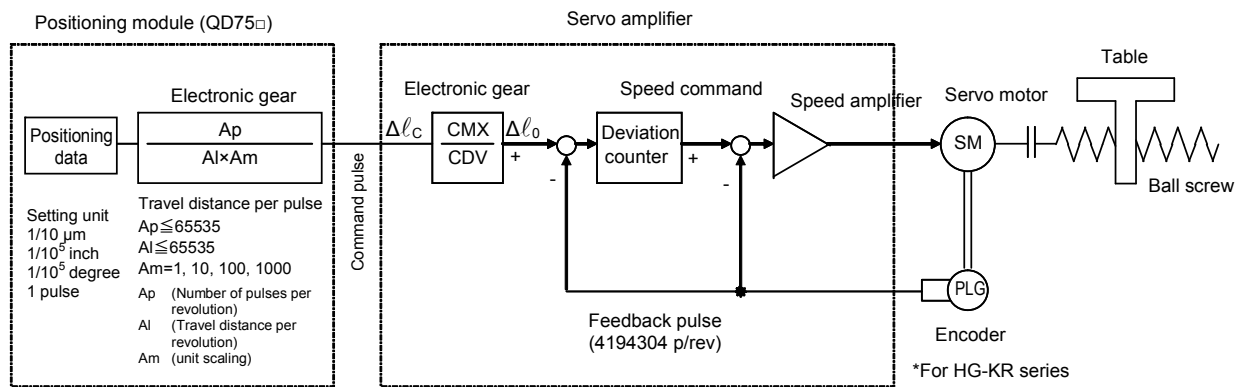 Positioning module (QD75□)
Servo amplifier
Table
Electronic gear
Electronic gear
Speed command
Speed amplifier
Servo motor
Positioning
data
Ap
Al×Am
Δℓc
CMX
CDV
Δℓ0
+
-
Deviation
counter
+
-
SM
Ball screw
Command pulse
Setting unit
1/10 µm
1/10⁵ inch
1/10⁵ degree
1 pulse
Travel distance per pulse
Ap≦65535
Al≦65535
Am=1, 10, 100, 1000
Ap (Number of pulses per
revolution)
Al (Travel distance per
revolution)
Am (unit scaling)
PLG
Encoder
Feedback pulse
(4194304 p/rev)
*For HG-KR series